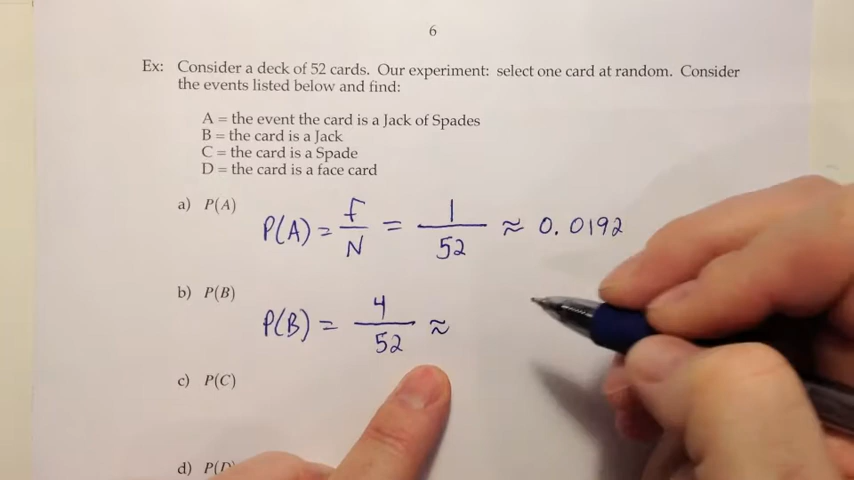 6
Ex: Consider a deck of 52 cards. Our experiment: select one card at random. Consider
the events listed below and find:
A = the event the card is a Jack of Spades
B = the card is a Jack
C = the card is a Spade
D = the card is a face card
a) P(A)
P(A) = f/N = 1/52 ≈ 0.0192
b) P(B)
P(B) = 4/52 ≈
c) P(C)
d) P(D)